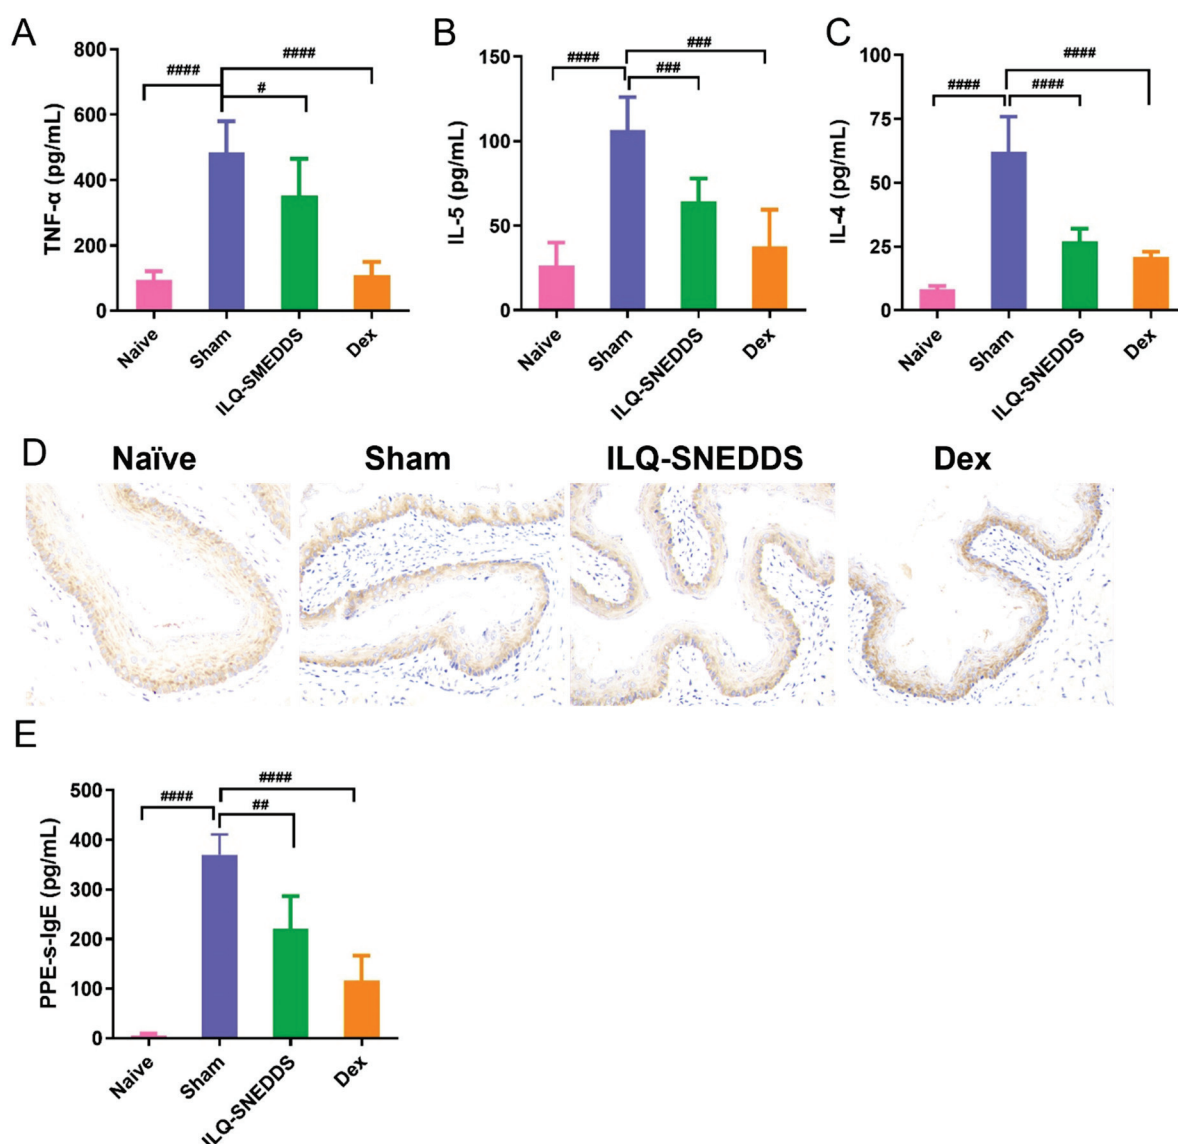 A
TNF-α (pg/mL)
800
600
400
200
0
####
####
#
Naive
Sham
ILQ-SMEDDS
Dex
B
IL-5 (pg/mL)
150
100
50
0
####
###
###
Naive
Sham
ILQ-SNEDDS
Dex
C
IL-4 (pg/mL)
100
75
50
25
0
####
####
####
Naive
Sham
ILQ-SNEDDS
Dex
D
Naïve
Sham
ILQ-SNEDDS
Dex
E
PPE-s-IgE (pg/mL)
500
400
300
200
100
0
####
####
##
Naive
Sham
ILQ-SNEDDS
Dex